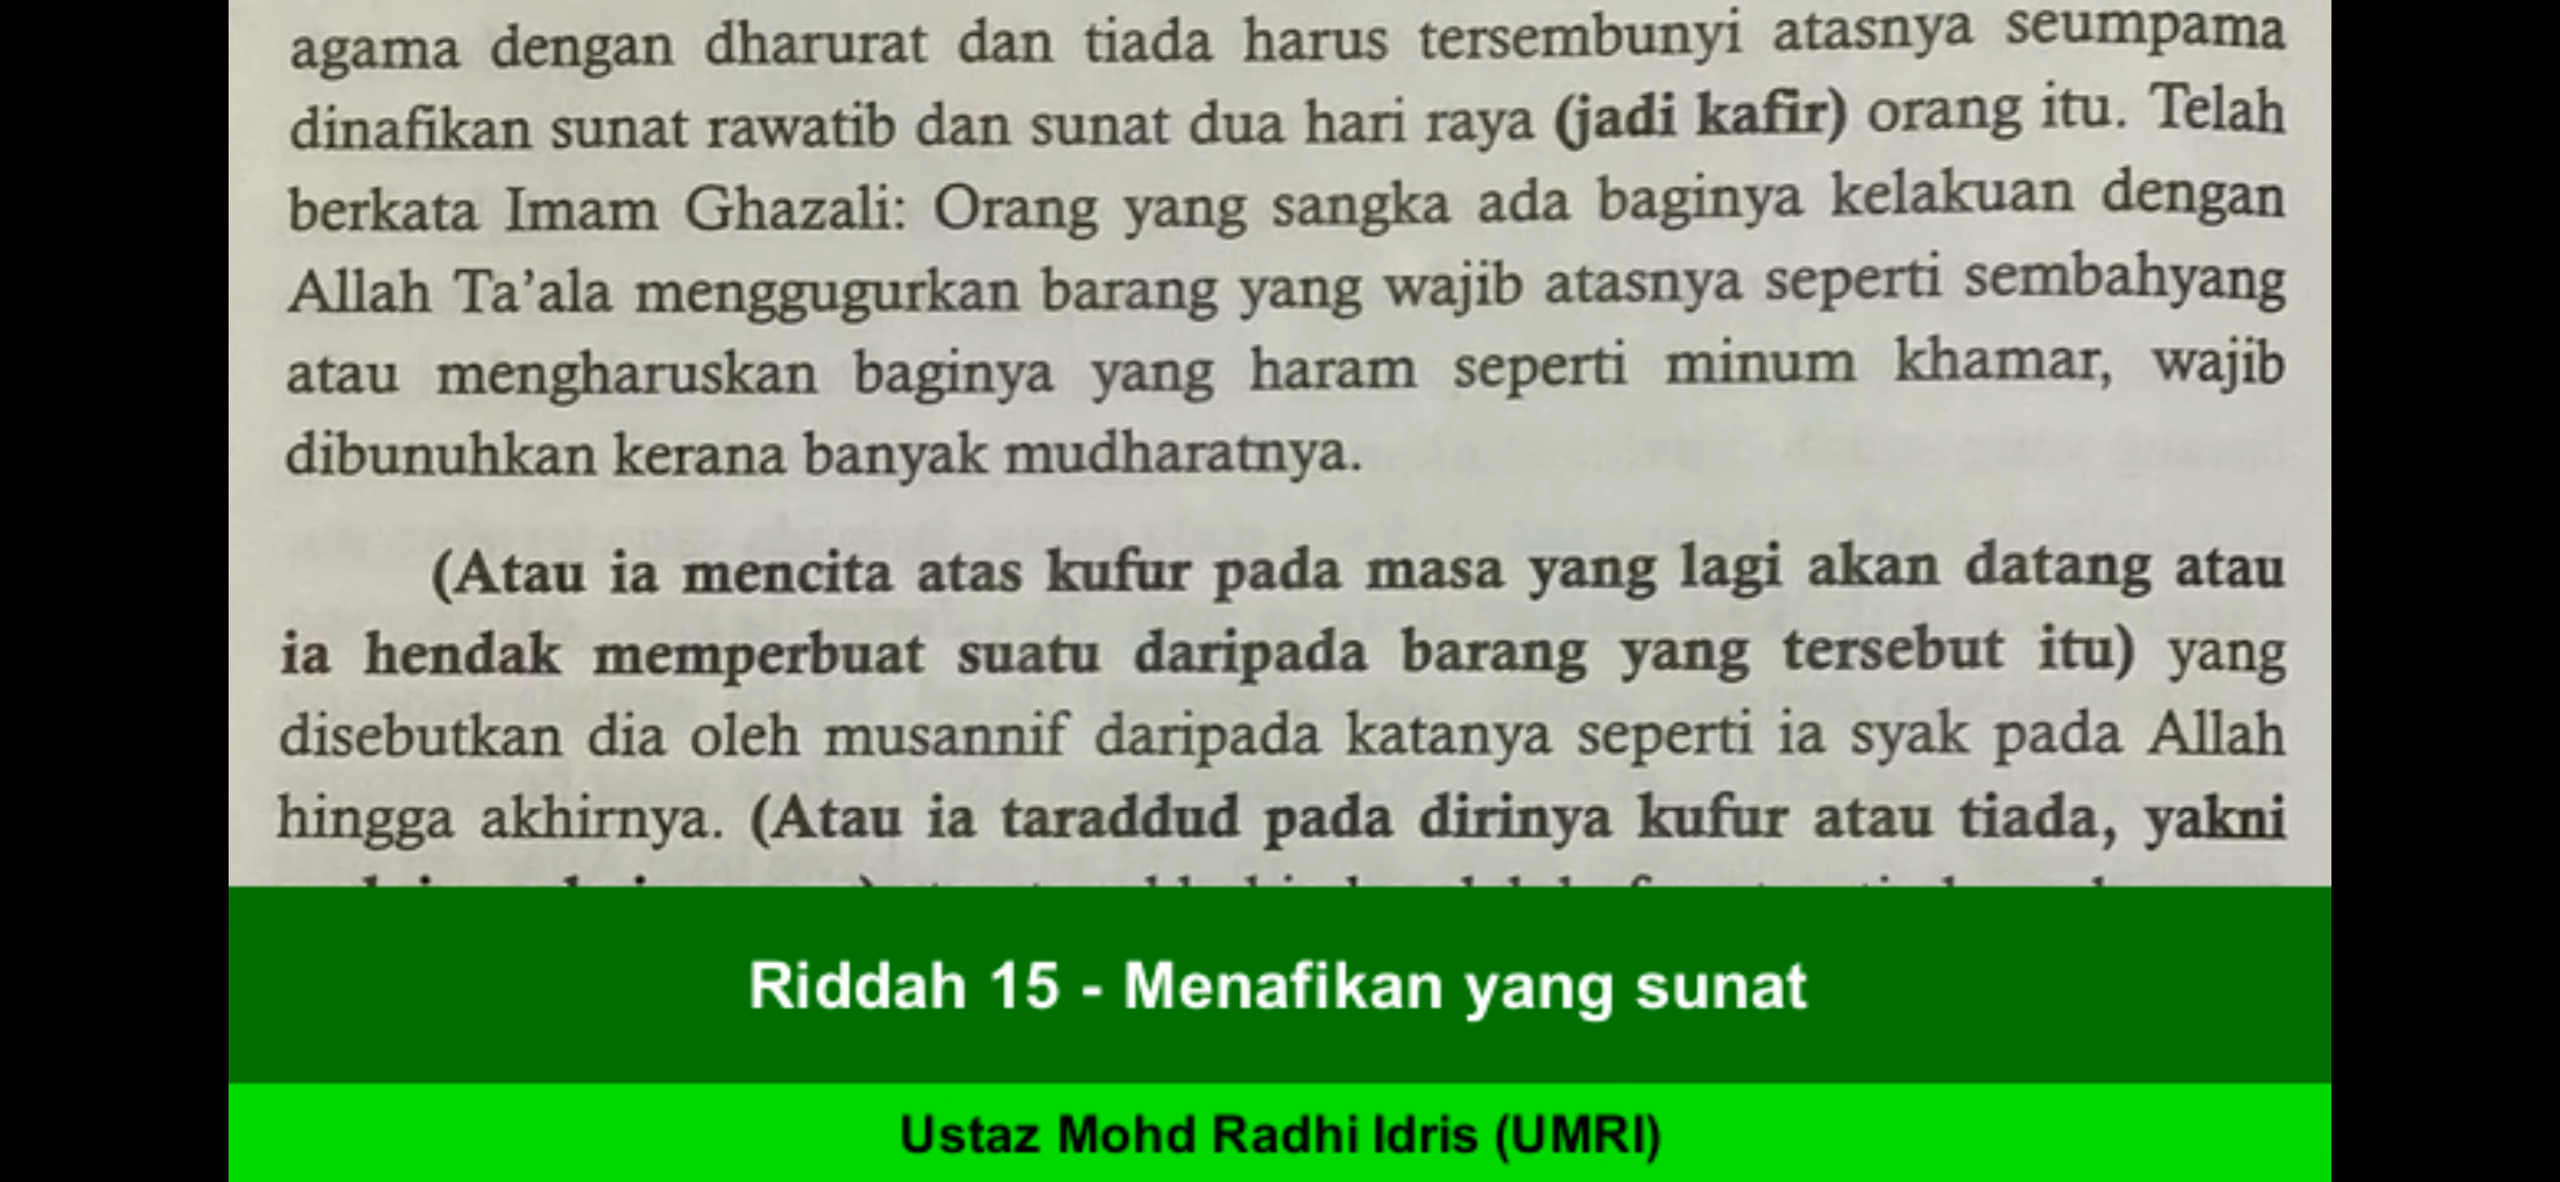 agama dengan dharurat dan tiada harus tersembunyi atasnya seumpama
dinafikan sunat rawatib dan sunat dua hari raya (jadi kafir) orang itu. Telah
berkata Imam Ghazali: Orang yang sangka ada baginya kelakuan dengan
Allah Ta’ala menggugurkan barang yang wajib atasnya seperti sembahyang
atau mengharuskan baginya yang haram seperti minum khamar, wajib
dibunuhkan kerana banyak mudharatnya.
(Atau ia mencita atas kufur pada masa yang lagi akan datang atau
ia hendak memperbuat suatu daripada barang yang tersebut itu) yang
disebutkan dia oleh musannif daripada katanya seperti ia syak pada Allah
hingga akhirnya. (Atau ia taraddud pada dirinya kufur atau tiada, yakni
Riddah 15 - Menafikan yang sunat
Ustaz Mohd Radhi Idris (UMRI)